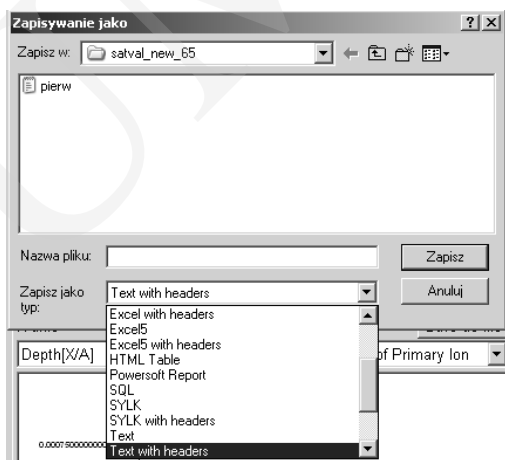 Zapisywanie jako
Zapisz w: satval_new_65
pierw
Nazwa pliku: Zapisz
Zapisz jako typ: Text with headers Anuluj
Excel with headers
Excel5
Excel5 with headers
HTML Table
Powersoft Report
SQL
SYLK
SYLK with headers
Text
Text with headers
Depth[X/A] of Primary Ion